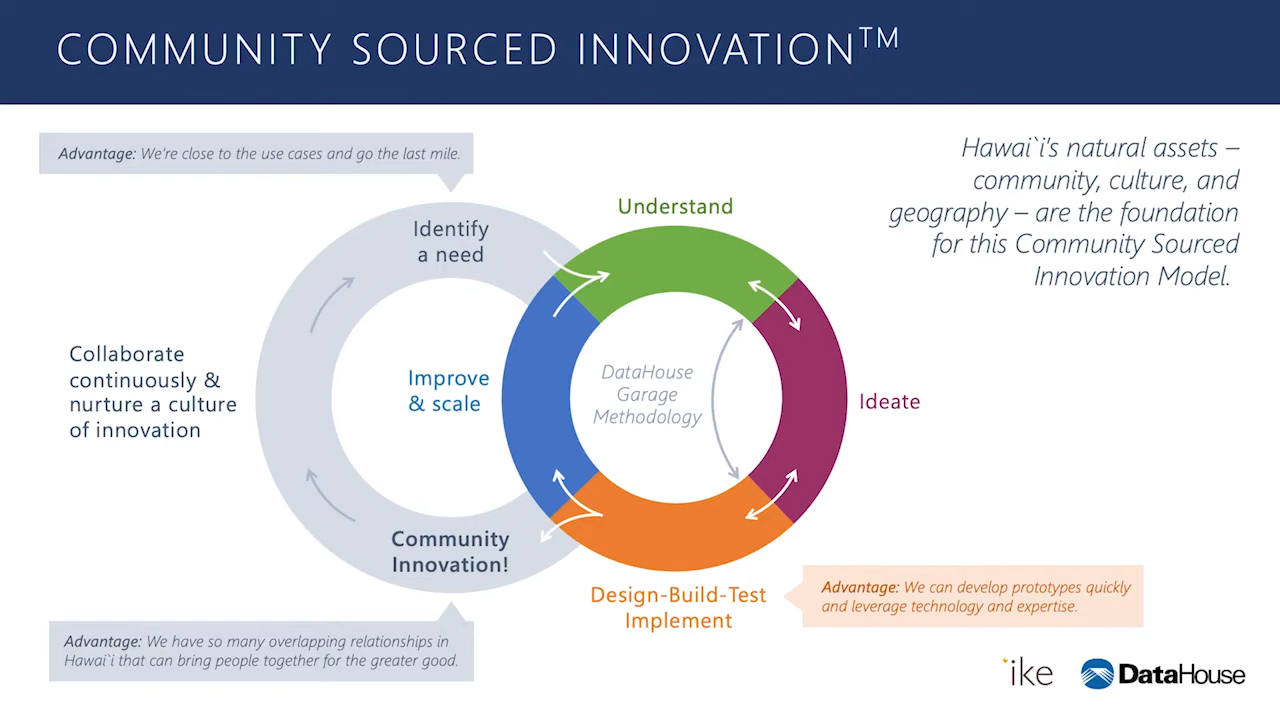 COMMUNITY SOURCED INNOVATION™
Advantage: We're close to the use cases and go the last mile.
Hawai`i's natural assets –
community, culture, and
geography – are the foundation
for this Community Sourced
Innovation Model.
Identify
a need
Understand
Collaborate
continuously &
nurture a culture
of innovation
Improve
& scale
DataHouse
Garage
Methodology
Ideate
Community
Innovation!
Design-Build-Test
Implement
Advantage: We can develop prototypes quickly
and leverage technology and expertise.
Advantage: We have so many overlapping relationships in
Hawai`i that can bring people together for the greater good.
`ike
DataHouse